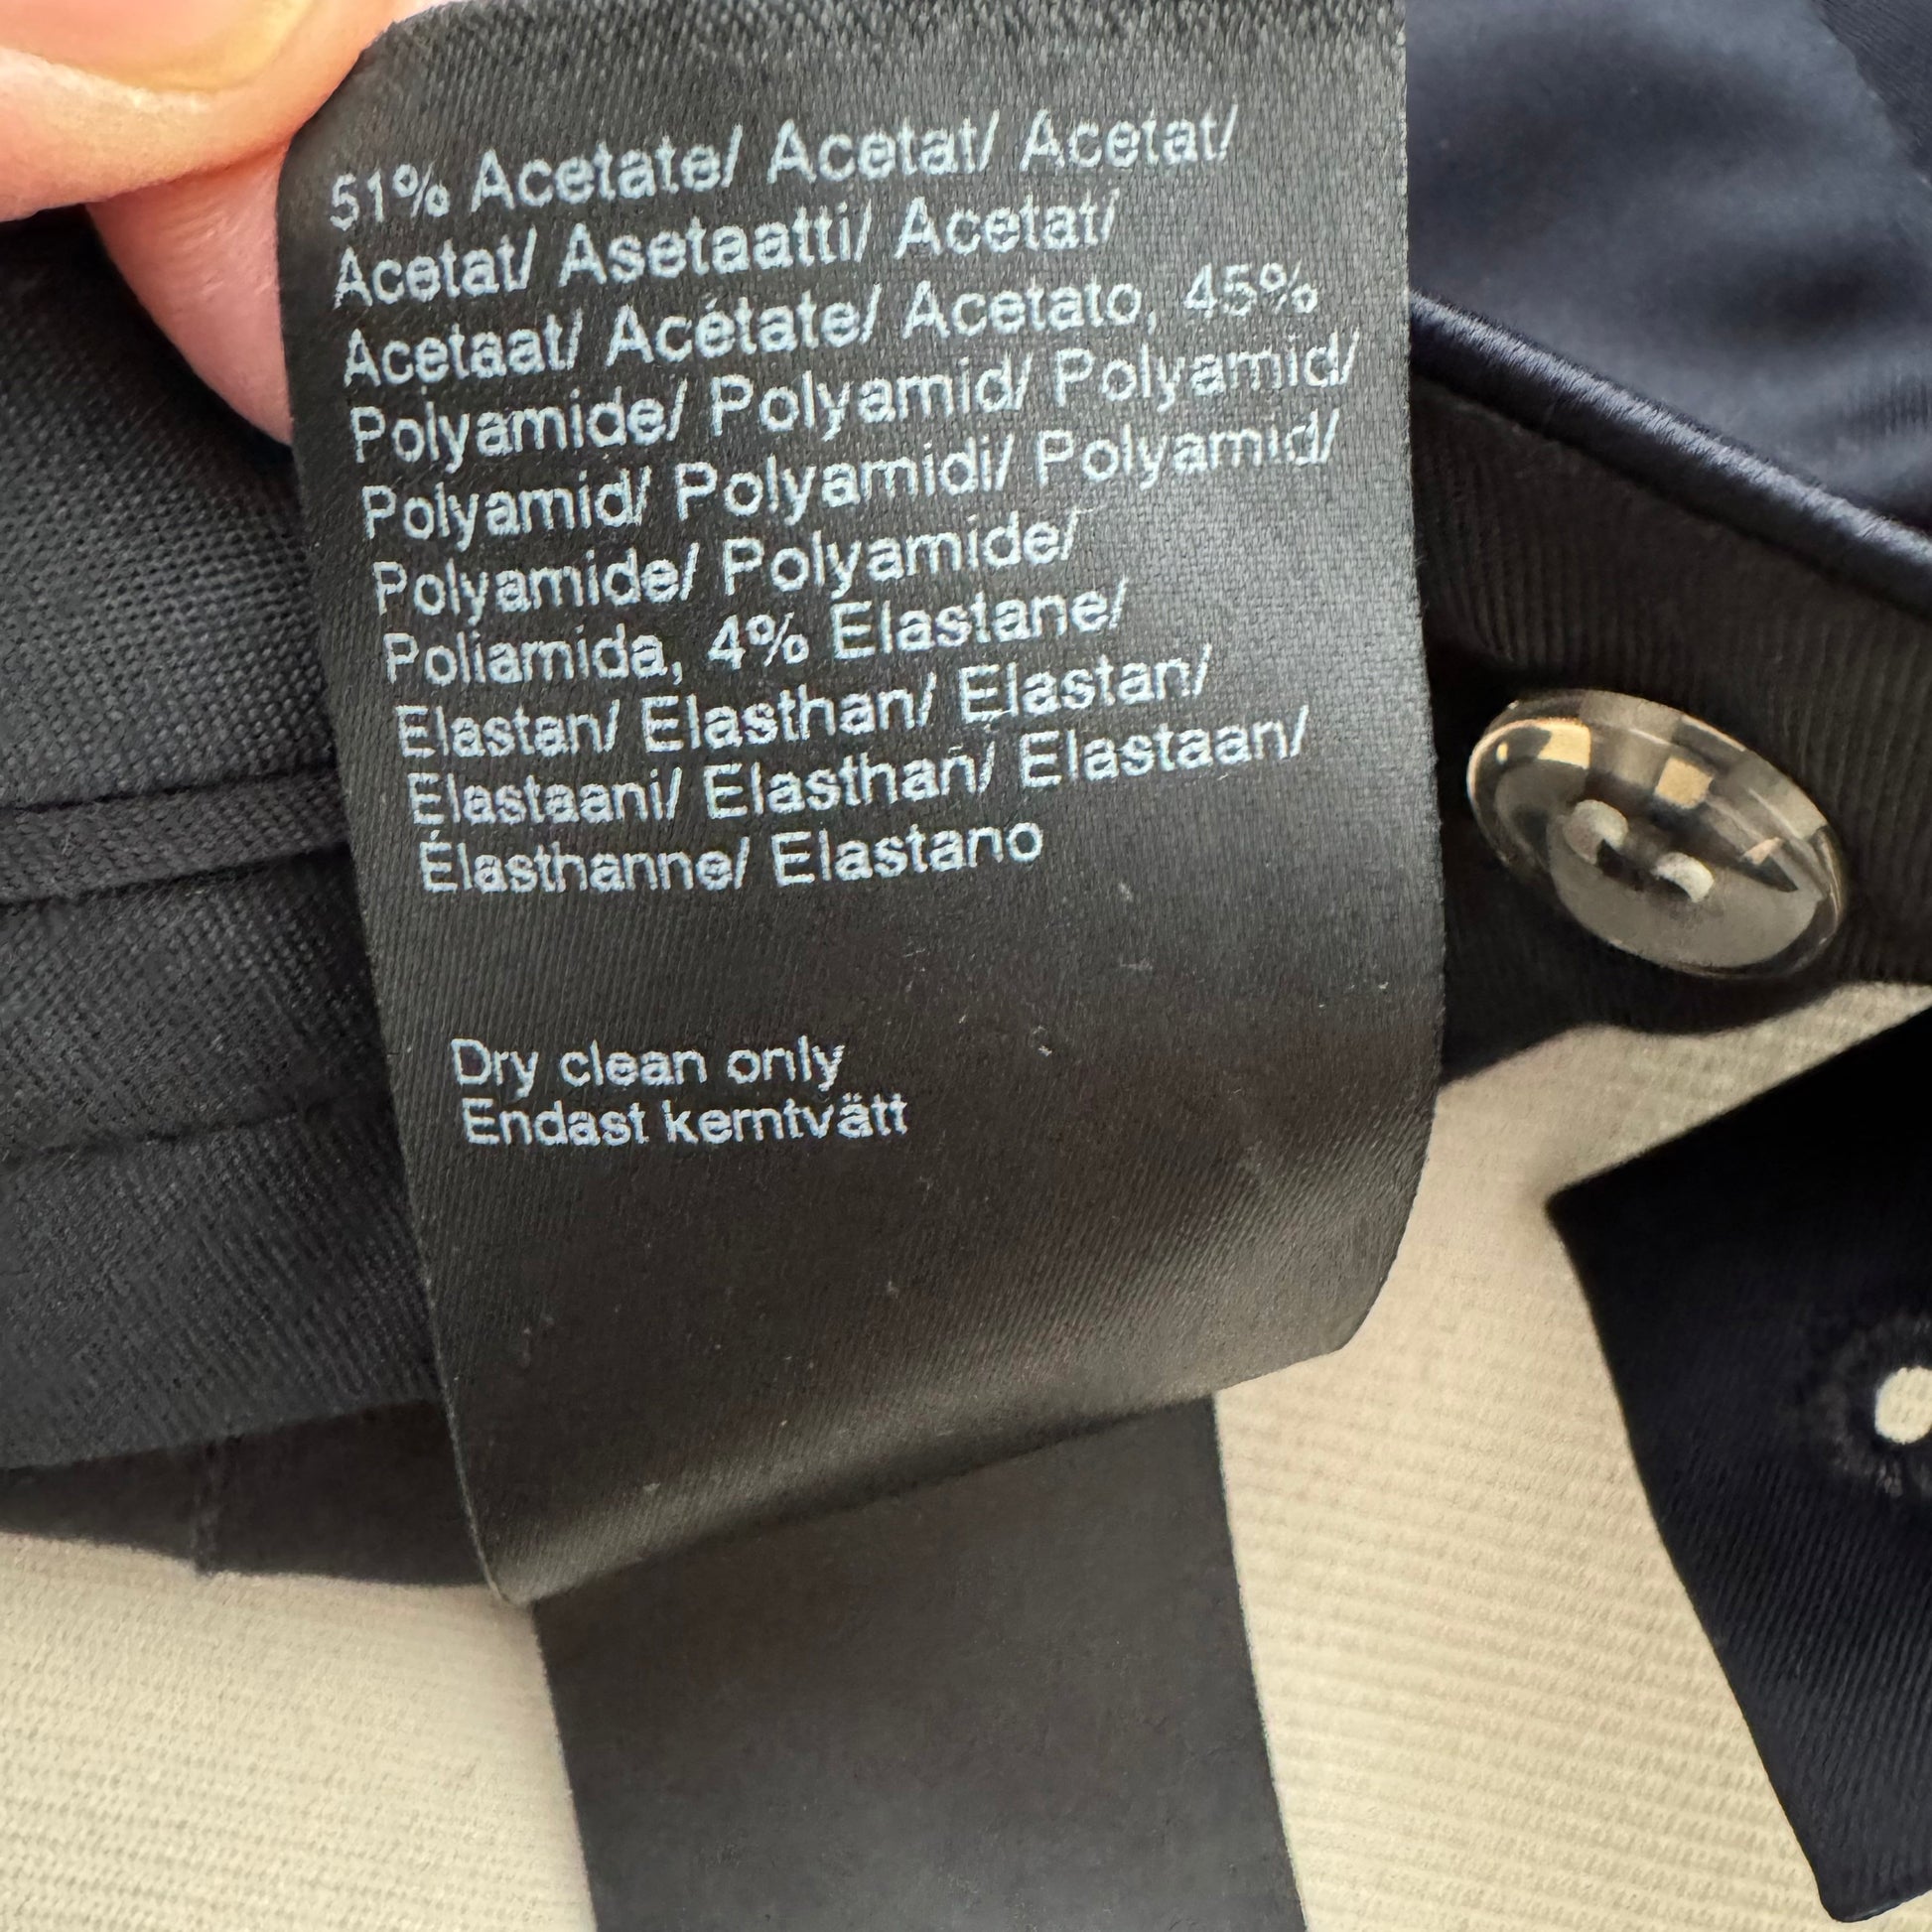 51% Acetate/ Acetat/ Acetat/
Acetat/ Asetaatti/ Acetat/
Acetaat/ Acétate/ Acetato, 45%
Polyamide/ Polyamid/ Polyamid/
Polyamid/ Polyamidi/ Polyamid/
Polyamide/ Polyamide/
Poliamida, 4% Elastane/
Elastan/ Elasthan/ Elastan/
Elastaani/ Elasthan/ Elastaan/
Élasthanne/ Elastano
Dry clean only
Endast kemtvätt